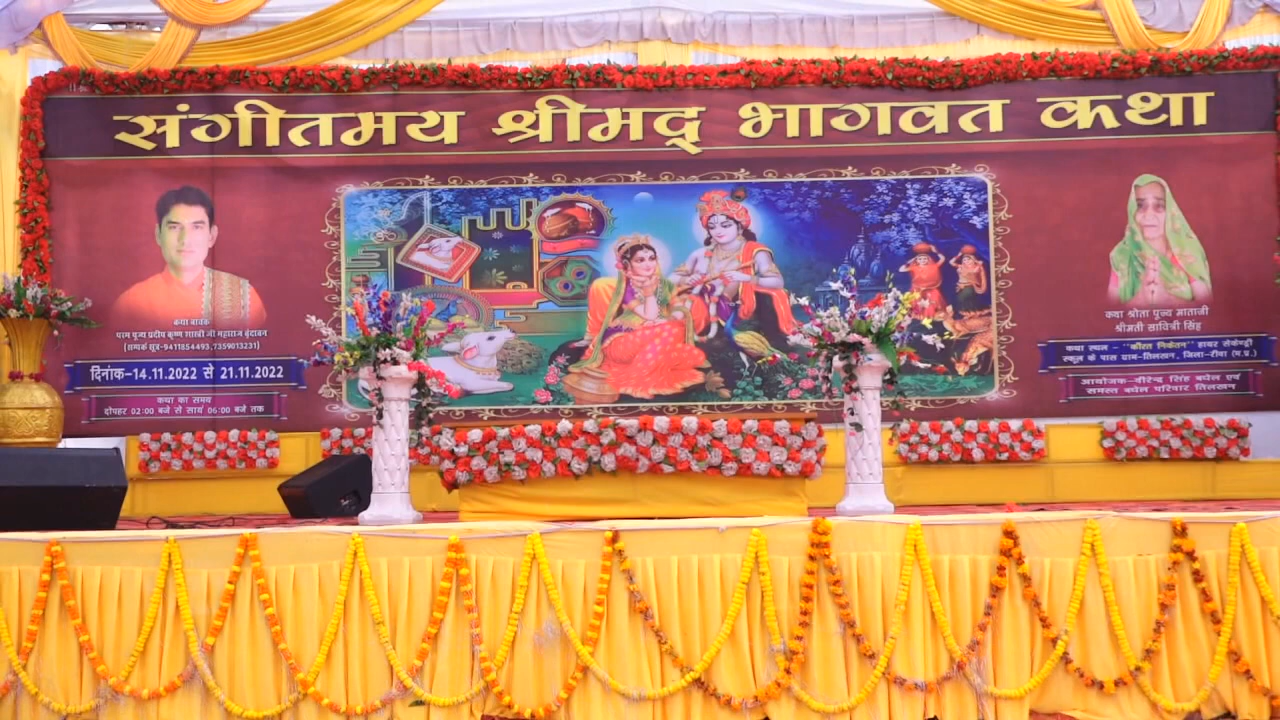 संगीतमय श्रीमद् भागवत कथा
कथा वाचक
परम पूज्य प्रदीप कृष्ण शास्त्री जी महाराज वृंदावन
(सम्पर्क सूत्र-9411854493,7359013231)
दिनांक-14.11.2022 से 21.11.2022
कथा का समय
दोपहर 02:00 बजे से सायं 06:00 बजे तक
कथा श्रोता पूज्य माताजी
श्रीमती सावित्री सिंह
कथा स्थल - "कीरत निकेतन" हायर सेकेण्ड्री
स्कूल के पास ग्राम-तिलखन, जिला-रीवा (म.प्र.)
आयोजक-वीरेन्द्र सिंह बघेल एवं
समस्त बघेल परिवार तिलखन